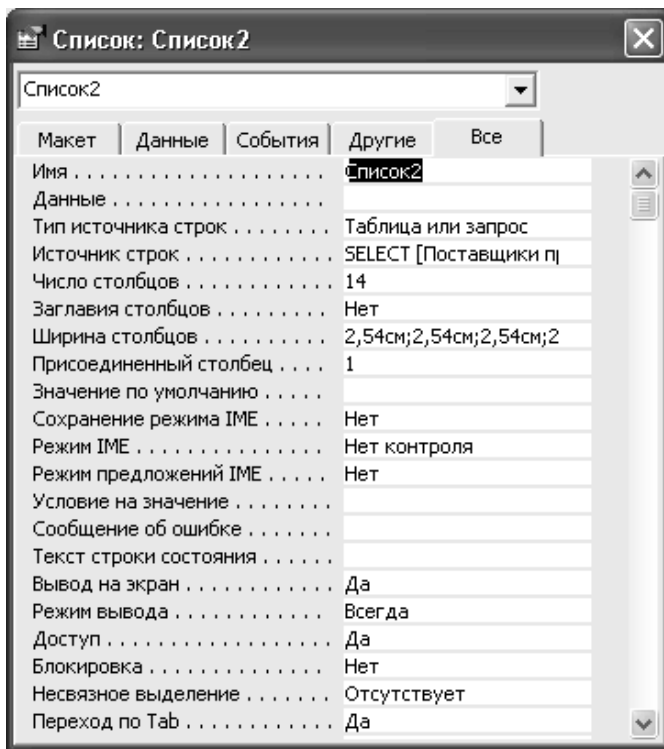 Список: Список2
Список2
Макет Данные События Другие Все
Имя . . . . . . . . . . . . . . . . . . . . . Список2
Данные . . . . . . . . . . . . . . . . . .
Тип источника строк . . . . . . . . Таблица или запрос
Источник строк . . . . . . . . . . . . SELECT [Поставщики
Число столбцов . . . . . . . . . . . . 14
Заглавия столбцов . . . . . . . . . Нет
Ширина столбцов . . . . . . . . . . 2,54см;2,54см;2,54см;2
Присоединенный столбец . . . . 1
Значение по умолчанию . . . . .
Сохранение режима IME . . . . . Нет
Режим IME . . . . . . . . . . . . . . . Нет контроля
Режим предложений IME . . . . . Нет
Условие на значение . . . . . . . .
Сообщение об ошибке . . . . . . .
Текст строки состояния . . . . . .
Вывод на экран . . . . . . . . . . . . Да
Режим вывода . . . . . . . . . . . . . Всегда
Доступ . . . . . . . . . . . . . . . . . . Да
Блокировка . . . . . . . . . . . . . . . Нет
Несвязное выделение . . . . . . . Отсутствует
Переход по Tab . . . . . . . . . . . . Да